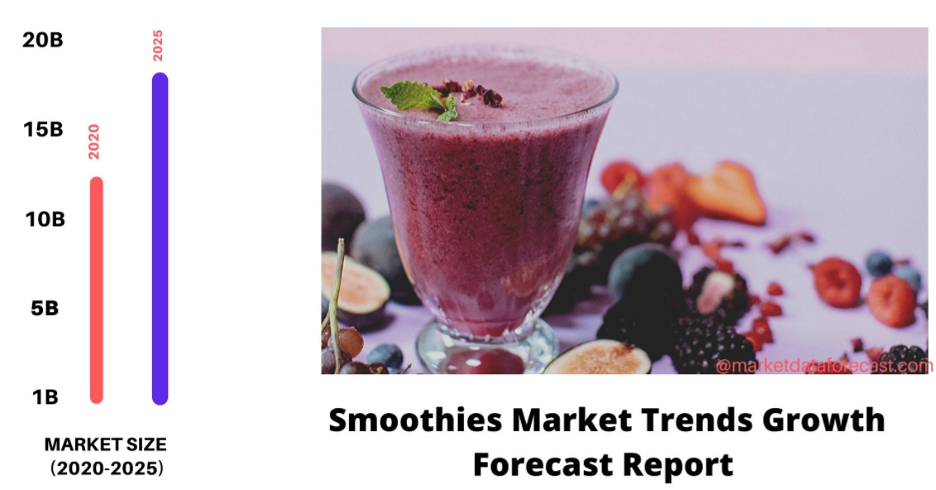 20B
2025
15B
2020
10B
5B
1B
MARKET SIZE
(2020-2025)
@marketdataforecast.com
Smoothies Market Trends Growth
Forecast Report